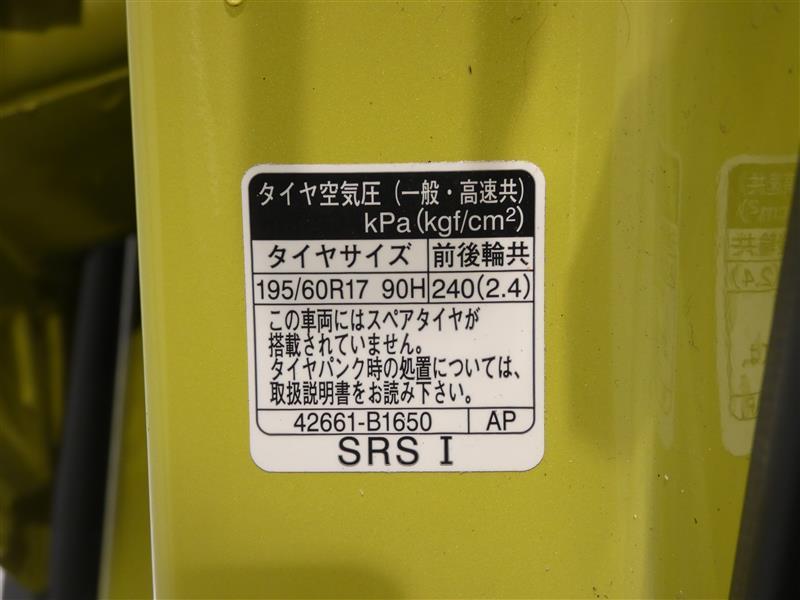 タイヤ空気圧 (一般・高速共)
kPa(kgf/cm²)
タイヤサイズ 前後輪共
195/60R17 90H 240(2.4)
この車両にはスペアタイヤが
搭載されていません。
タイヤパンク時の処置については、
取扱説明書をお読み下さい。
42661-B1650 AP
SRS I